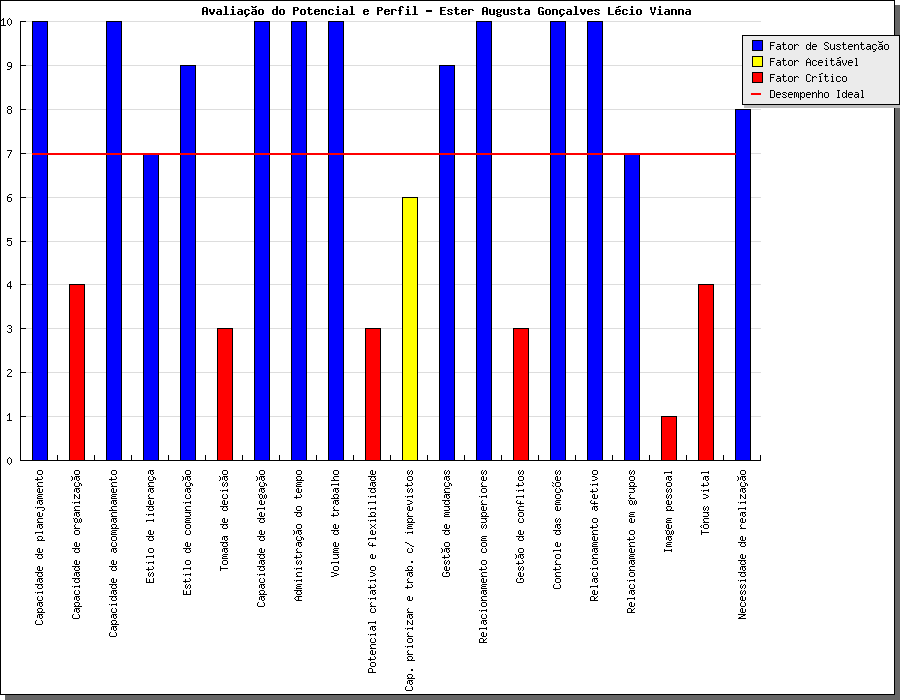 Avaliação do Potencial e Perfil - Ester Augusta Gonçalves Lécio Vianna
Fator de Sustentação
Fator Aceitável
Fator Crítico
Desempenho Ideal
10
9
8
7
6
5
4
3
2
1
0
Capacidade de planejamento
Capacidade de organização
Capacidade de acompanhamento
Estilo de liderança
Estilo de comunicação
Tomada de decisão
Capacidade de delegação
Administração do tempo
Volume de trabalho
Potencial criativo e flexibilidade
Cap. priorizar e trab. c/ imprevistos
Gestão de mudanças
Relacionamento com superiores
Gestão de conflitos
Controle das emoções
Relacionamento afetivo
Relacionamento em grupos
Imagem pessoal
Tônus vital
Necessidade de realização